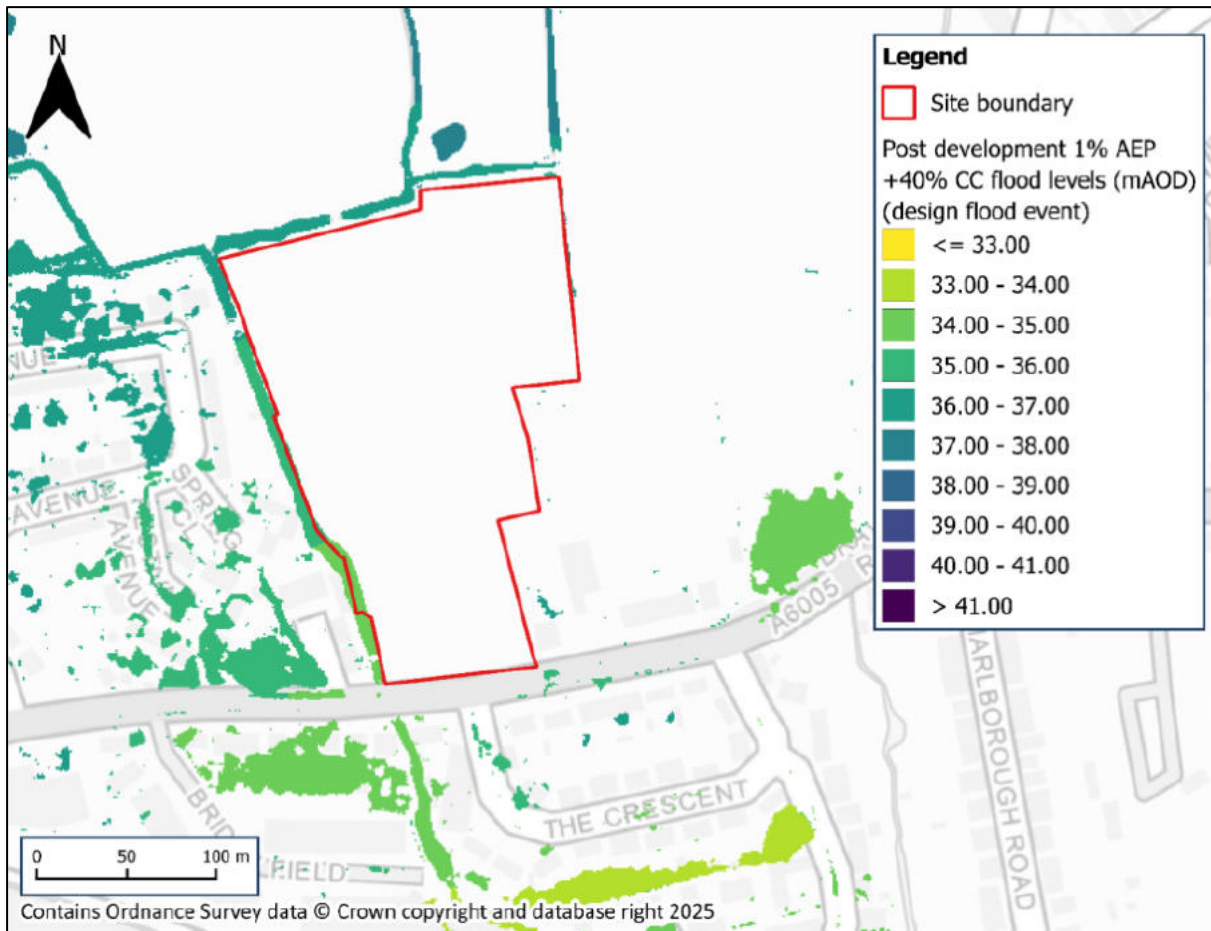 N
Legend
Site boundary
Post development 1% AEP
+40% CC flood levels (mAOD)
(design flood event)
<= 33.00
33.00 - 34.00
34.00 - 35.00
35.00 - 36.00
36.00 - 37.00
37.00 - 38.00
38.00 - 39.00
39.00 - 40.00
40.00 - 41.00
> 41.00
NUE
AVENUE
SPRING
CL
AVENUE
A6005
THE CRESCENT
MARLBOROUGH ROAD
0 50 100 m
Contains Ordnance Survey data © Crown copyright and database right 2025